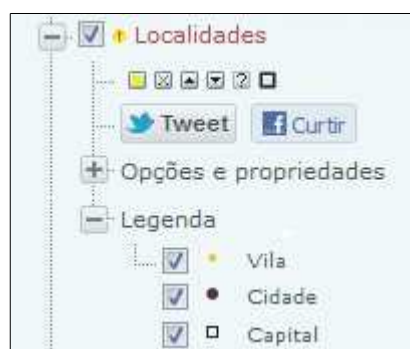 Localidades
?
Tweet Curtir
Opções e propriedades
Legenda
Vila
Cidade
Capital